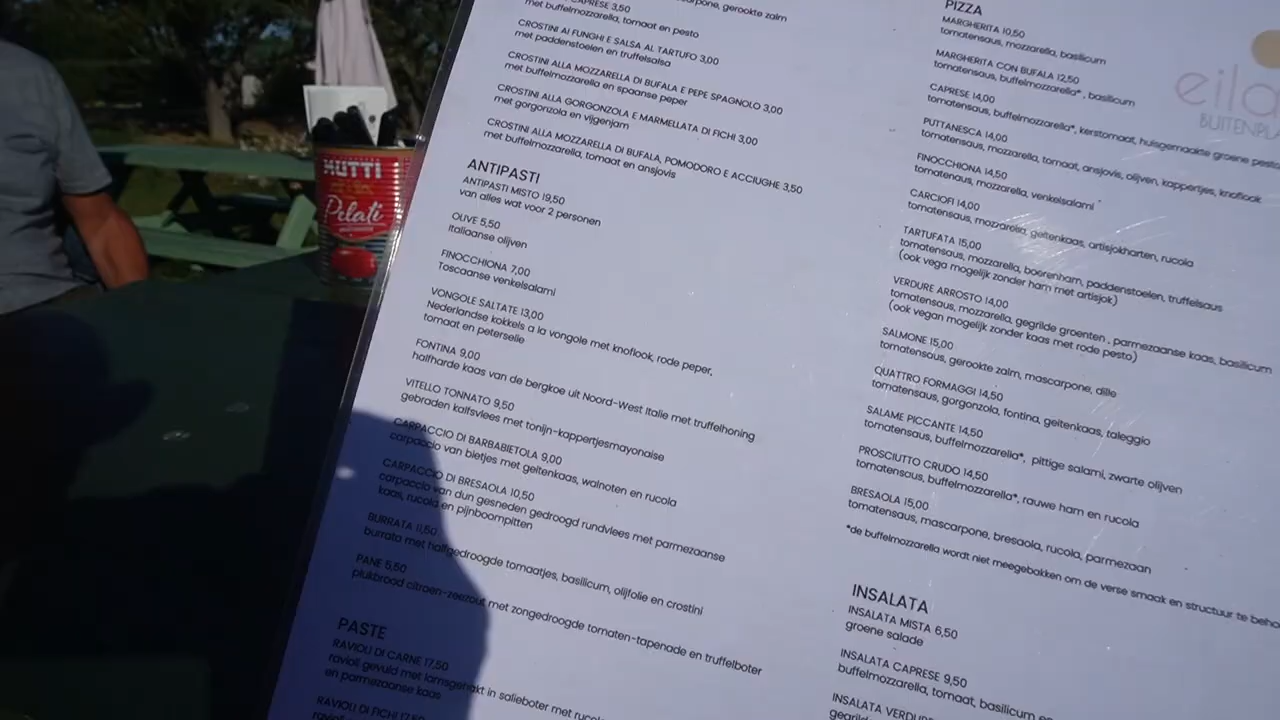 MUTTI
Pelati
gerookte zalm
CAPRESE 3,50
met buffelmozzarella, tomaat en pesto
CROSTINI AI FUNGHI E SALSA AL TARTUFO 3,00
met paddenstoelen en truffelsalsa
CROSTINI ALLA MOZZARELLA DI BUFALA E PEPE SPAGNOLO 3,00
met buffelmozzarella en spaanse peper
CROSTINI ALLA GORGONZOLA E MARMELLATA DI FICHI 3,00
met gorgonzola en vijgenjam
CROSTINI ALLA MOZZARELLA DI BUFALA, POMODORO E ACCIUGHE 3,50
met buffelmozzarella, tomaat en ansjovis
ANTIPASTI
ANTIPASTI MISTO 19,50
van alles wat voor 2 personen
OLIVE 5,50
Italiaanse olijven
FINOCCHIONA 7,00
Toscaanse venkelsalami
VONGOLE SALTATE 13,00
Nederlandse kokkels a la vongole met knoflook, rode peper,
tomaat en peterselie
FONTINA 9,00
halfharde kaas van de bergkoe uit Noord-West Italie met truffelhoning
VITELLO TONNATO 9,50
gebraden kalfsvlees met tonijn-kappertjesmayonaise
CARPACCIO DI BARBABIETOLA 9,00
carpaccio van bietjes met geitenkaas, walnoten en rucola
CARPACCIO DI BRESAOLA 10,50
carpaccio van dun gesneden gedroogd rundvlees met parmezaanse
kaas, rucola en pijnboompitten
BURRATA 11,50
burrata met halfgedroogde tomaatjes, basilicum, olijfolie en crostini
PANE 5,50
plukbrood citroen-zeezout met zongedroogde tomaten-tapenade en truffelboter
PASTE
RAVIOLI DI CARNE 17,50
ravioli gevuld met lamsgehakt in salieboter met
en parmezaanse kaas
RAVIOLI DI FICHI 17,50
ravioli
PIZZA
MARGHERITA 10,50
tomatensaus, mozzarella, basilicum
MARGHERITA CON BUFALA 12,50
tomatensaus, buffelmozzarella*, basilicum
CAPRESE 14,00
tomatensaus, buffelmozzarella*, kerstomaat, huisgemaakte groene pesto
PUTTANESCA 14,00
tomatensaus, mozzarella, tomaat, ansjovis, olijven, kappertjes, knoflook
FINOCCHIONA 14,50
tomatensaus, mozzarella, venkelsalami
CARCIOFI 14,00
tomatensaus, mozzarella, geitenkaas, artisjokharten, rucola
TARTUFATA 15,00
tomatensaus, mozzarella, boerenham, paddenstoelen, truffelsaus
(ook vega mogelijk zonder ham met artisjok)
VERDURE ARROSTO 14,00
tomatensaus, mozzarella, gegrilde groenten , parmezaanse kaas, basilicum
(ook vegan mogelijk zonder kaas met rode pesto)
SALMONE 15,00
tomatensaus, gerookte zalm, mascarpone, dille
QUATTRO FORMAGGI 14,50
tomatensaus, gorgonzola, fontina, geitenkaas, taleggio
SALAME PICCANTE 14,50
tomatensaus, buffelmozzarella*, pittige salami, zwarte olijven
PROSCIUTTO CRUDO 14,50
tomatensaus, buffelmozzarella*, rauwe ham en rucola
BRESAOLA 15,00
tomatensaus, mascarpone, bresaola, rucola, parmezaan
*de buffelmozzarella wordt niet meegebakken om de verse smaak en structuur te
INSALATA
INSALATA MISTA 6,50
groene salade
INSALATA CAPRESE 9,50
buffelmozzarella, tomaat, basilicum en
INSALATA